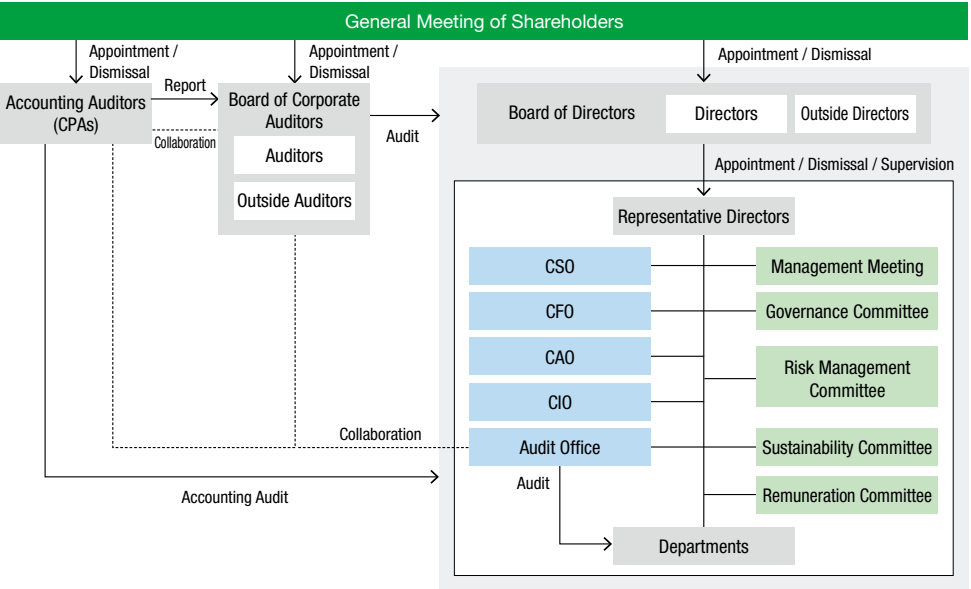 General Meeting of Shareholders
Appointment /
Dismissal
Appointment /
Dismissal
Appointment / Dismissal
Accounting Auditors
(CPAs)
Report
Collaboration
Board of Corporate
Auditors
Auditors
Outside Auditors
Audit
Board of Directors
Directors
Outside Directors
Appointment / Dismissal / Supervision
Representative Directors
CSO
Management Meeting
CFO
Governance Committee
CAO
Risk Management
Committee
CIO
Collaboration
Audit Office
Sustainability Committee
Audit
Accounting Audit
Remuneration Committee
Departments